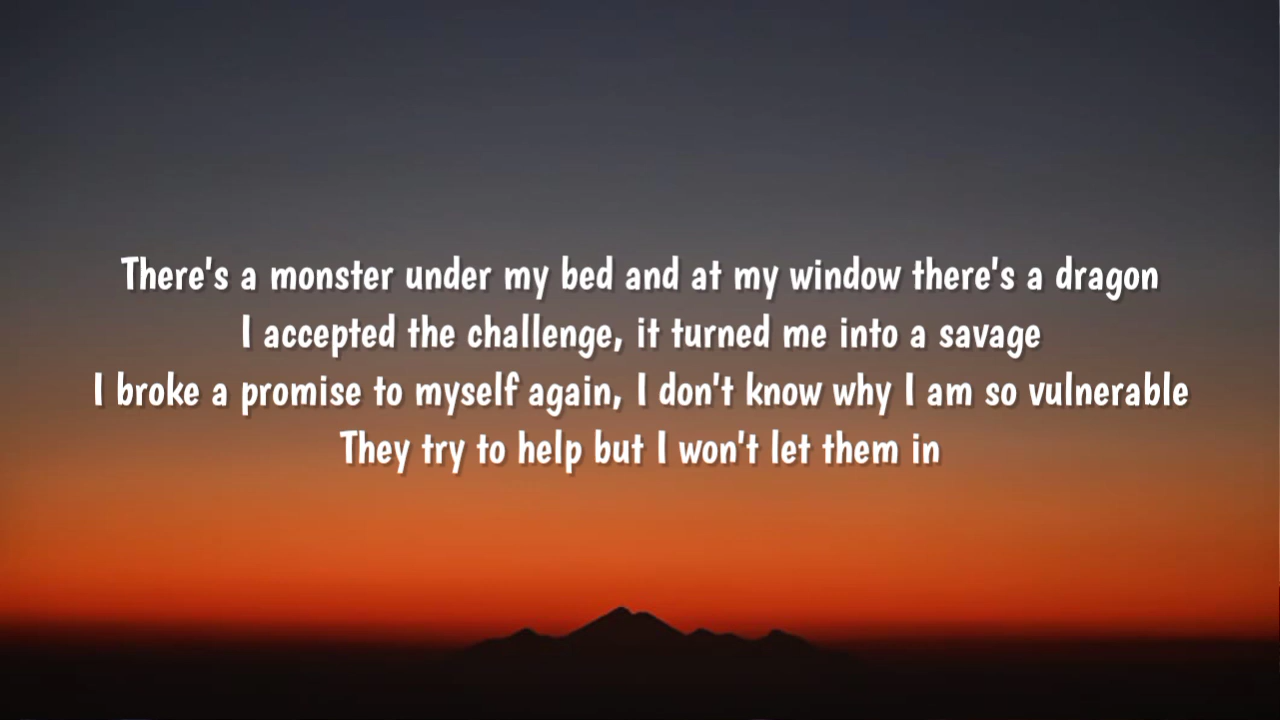 There's a monster under my bed and at my window there's a dragon
I accepted the challenge, it turned me into a savage
I broke a promise to myself again, I don't know why I am so vulnerable
They try to help but I won't let them in